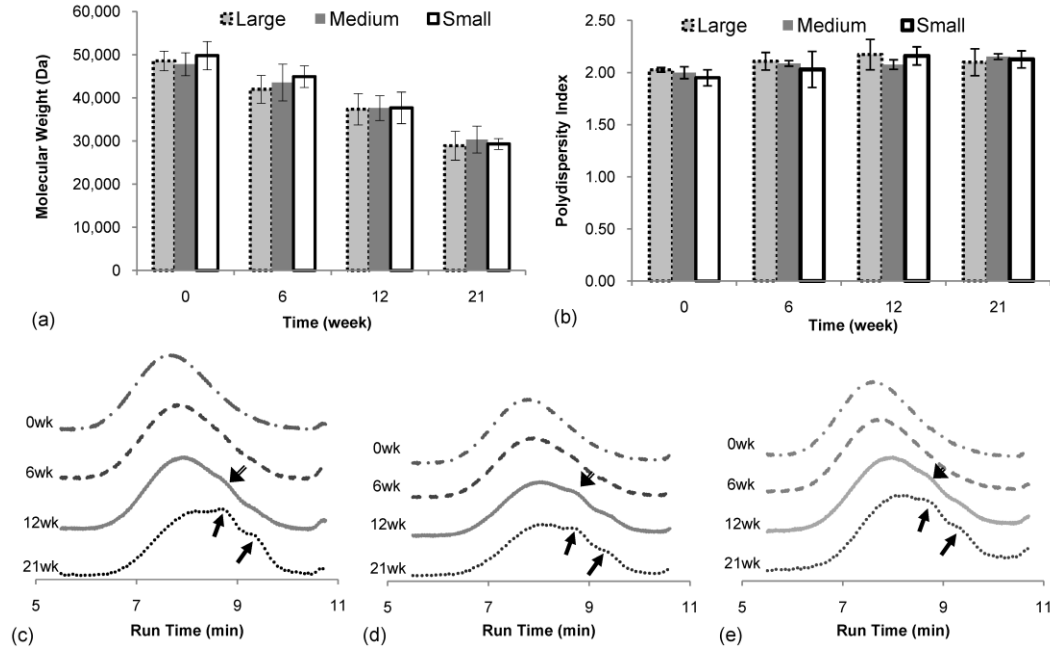 Large Medium Small
60,000
50,000
40,000
30,000
20,000
10,000
0
Molecular Weight (Da)
0 6 12 21
Time (week)
(a)
Large Medium Small
2.50
2.00
1.50
1.00
0.50
0.00
Polydispersity Index
0 6 12 21
Time (week)
(b)
0wk
6wk
12wk
21wk
5 7 9 11
Run Time (min)
(c)
0wk
6wk
12wk
21wk
5 7 9 11
Run Time (min)
(d)
0wk
6wk
12wk
21wk
5 7 9 11
Run Time (min)
(e)